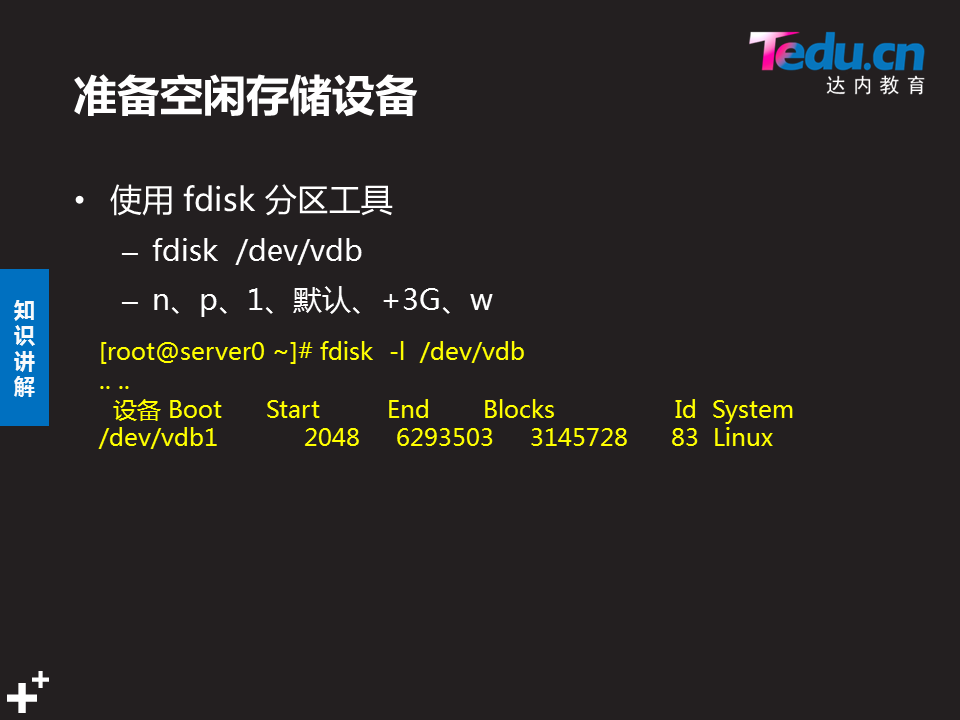 Tedu.cn
达内教育
准备空闲存储设备
• 使用 fdisk 分区工具
– fdisk /dev/vdb
– n、p、1、默认、+3G、w
知识讲解
[root@server0 ~]# fdisk -l /dev/vdb
.. ..
设备 Boot Start End Blocks Id System
/dev/vdb1 2048 6293503 3145728 83 Linux